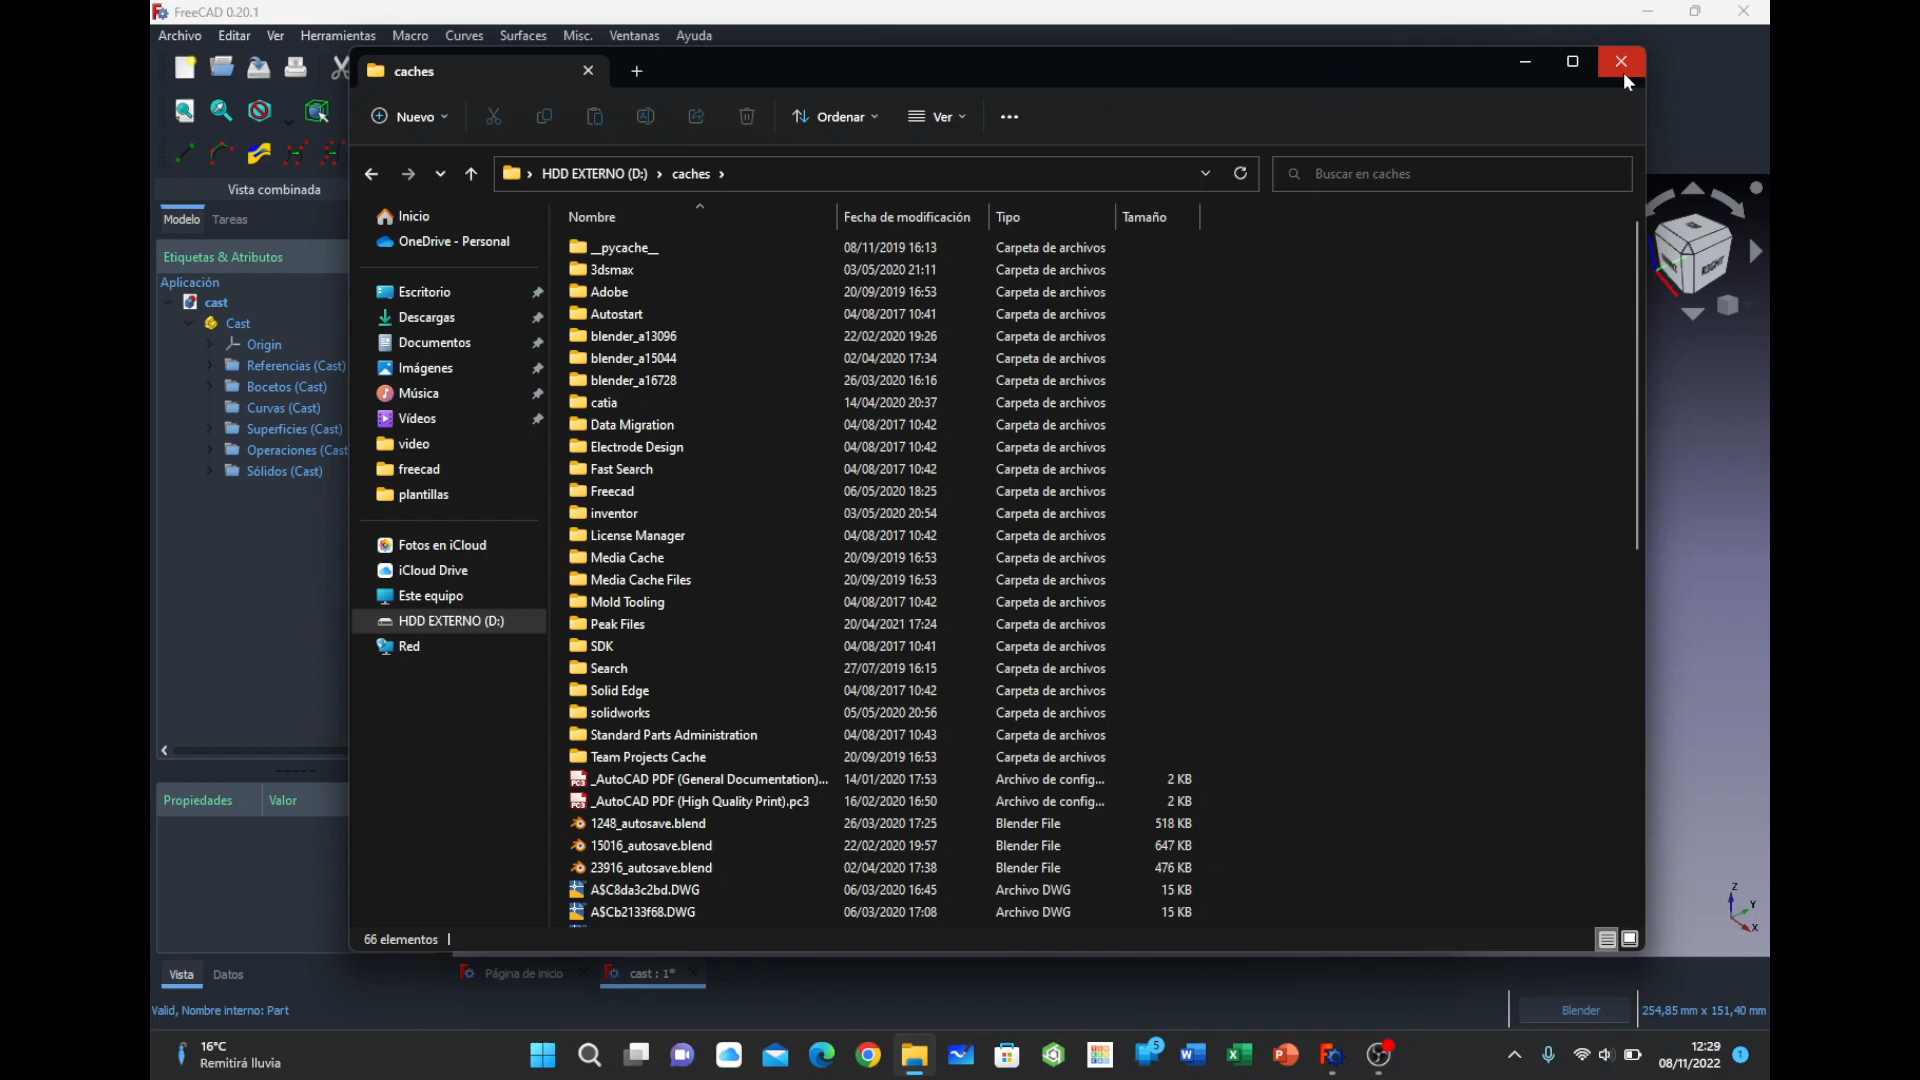 FreeCAD 0.20.1
Archivo Editar Ver Herramientas Macro Curves Surfaces Misc. Ventanas Ayuda
caches
Nuevo Ordenar Ver
HDD EXTERNO (D:) caches
Buscar en caches
Vista combinada
Modelo Tareas
Etiquetas & Atributos
Aplicación
cast
Cast
Origin
Referencias (Cast)
Bocetos (Cast)
Curvas (Cast)
Superficies (Cast)
Operaciones (Cast
Sólidos (Cast)
Propiedades Valor
Vista Datos
Valid, Nombre interno: Part
Inicio
OneDrive - Personal
Escritorio
Descargas
Documentos
Imágenes
Música
Vídeos
video
freecad
plantillas
Fotos en iCloud
iCloud Drive
Este equipo
HDD EXTERNO (D:)
Red
Nombre Fecha de modificación Tipo Tamaño
__pycache__ 08/11/2019 16:13 Carpeta de archivos
3dsmax 03/05/2020 21:11 Carpeta de archivos
Adobe 20/09/2019 16:53 Carpeta de archivos
Autostart 04/08/2017 10:41 Carpeta de archivos
blender_a13096 22/02/2020 19:26 Carpeta de archivos
blender_a15044 02/04/2020 17:34 Carpeta de archivos
blender_a16728 26/03/2020 16:16 Carpeta de archivos
catia 14/04/2020 20:37 Carpeta de archivos
Data Migration 04/08/2017 10:42 Carpeta de archivos
Electrode Design 04/08/2017 10:42 Carpeta de archivos
Fast Search 04/08/2017 10:42 Carpeta de archivos
Freecad 06/05/2020 18:25 Carpeta de archivos
inventor 03/05/2020 20:54 Carpeta de archivos
License Manager 04/08/2017 10:42 Carpeta de archivos
Media Cache 20/09/2019 16:53 Carpeta de archivos
Media Cache Files 20/09/2019 16:53 Carpeta de archivos
Mold Tooling 04/08/2017 10:42 Carpeta de archivos
Peak Files 20/04/2021 17:24 Carpeta de archivos
SDK 04/08/2017 10:41 Carpeta de archivos
Search 27/07/2019 16:15 Carpeta de archivos
Solid Edge 04/08/2017 10:42 Carpeta de archivos
solidworks 05/05/2020 20:56 Carpeta de archivos
Standard Parts Administration 04/08/2017 10:43 Carpeta de archivos
Team Projects Cache 20/09/2019 16:53 Carpeta de archivos
_AutoCAD PDF (General Documentation)... 14/01/2020 17:53 Archivo de config... 2 KB
_AutoCAD PDF (High Quality Print).pc3 16/02/2020 16:50 Archivo de config... 2 KB
1248_autosave.blend 26/03/2020 17:25 Blender File 518 KB
15016_autosave.blend 22/02/2020 19:57 Blender File 647 KB
23916_autosave.blend 02/04/2020 17:38 Blender File 476 KB
A$C8da3c2bd.DWG 06/03/2020 16:45 Archivo DWG 15 KB
A$Cb2133f68.DWG 06/03/2020 17:08 Archivo DWG 15 KB
66 elementos
RIGHT
Z
Y
X
Página de inicio cast : 1*
Blender 254,85 mm x 151,40 mm
16°C
Remitirá lluvia
5
12:29
08/11/2022
1